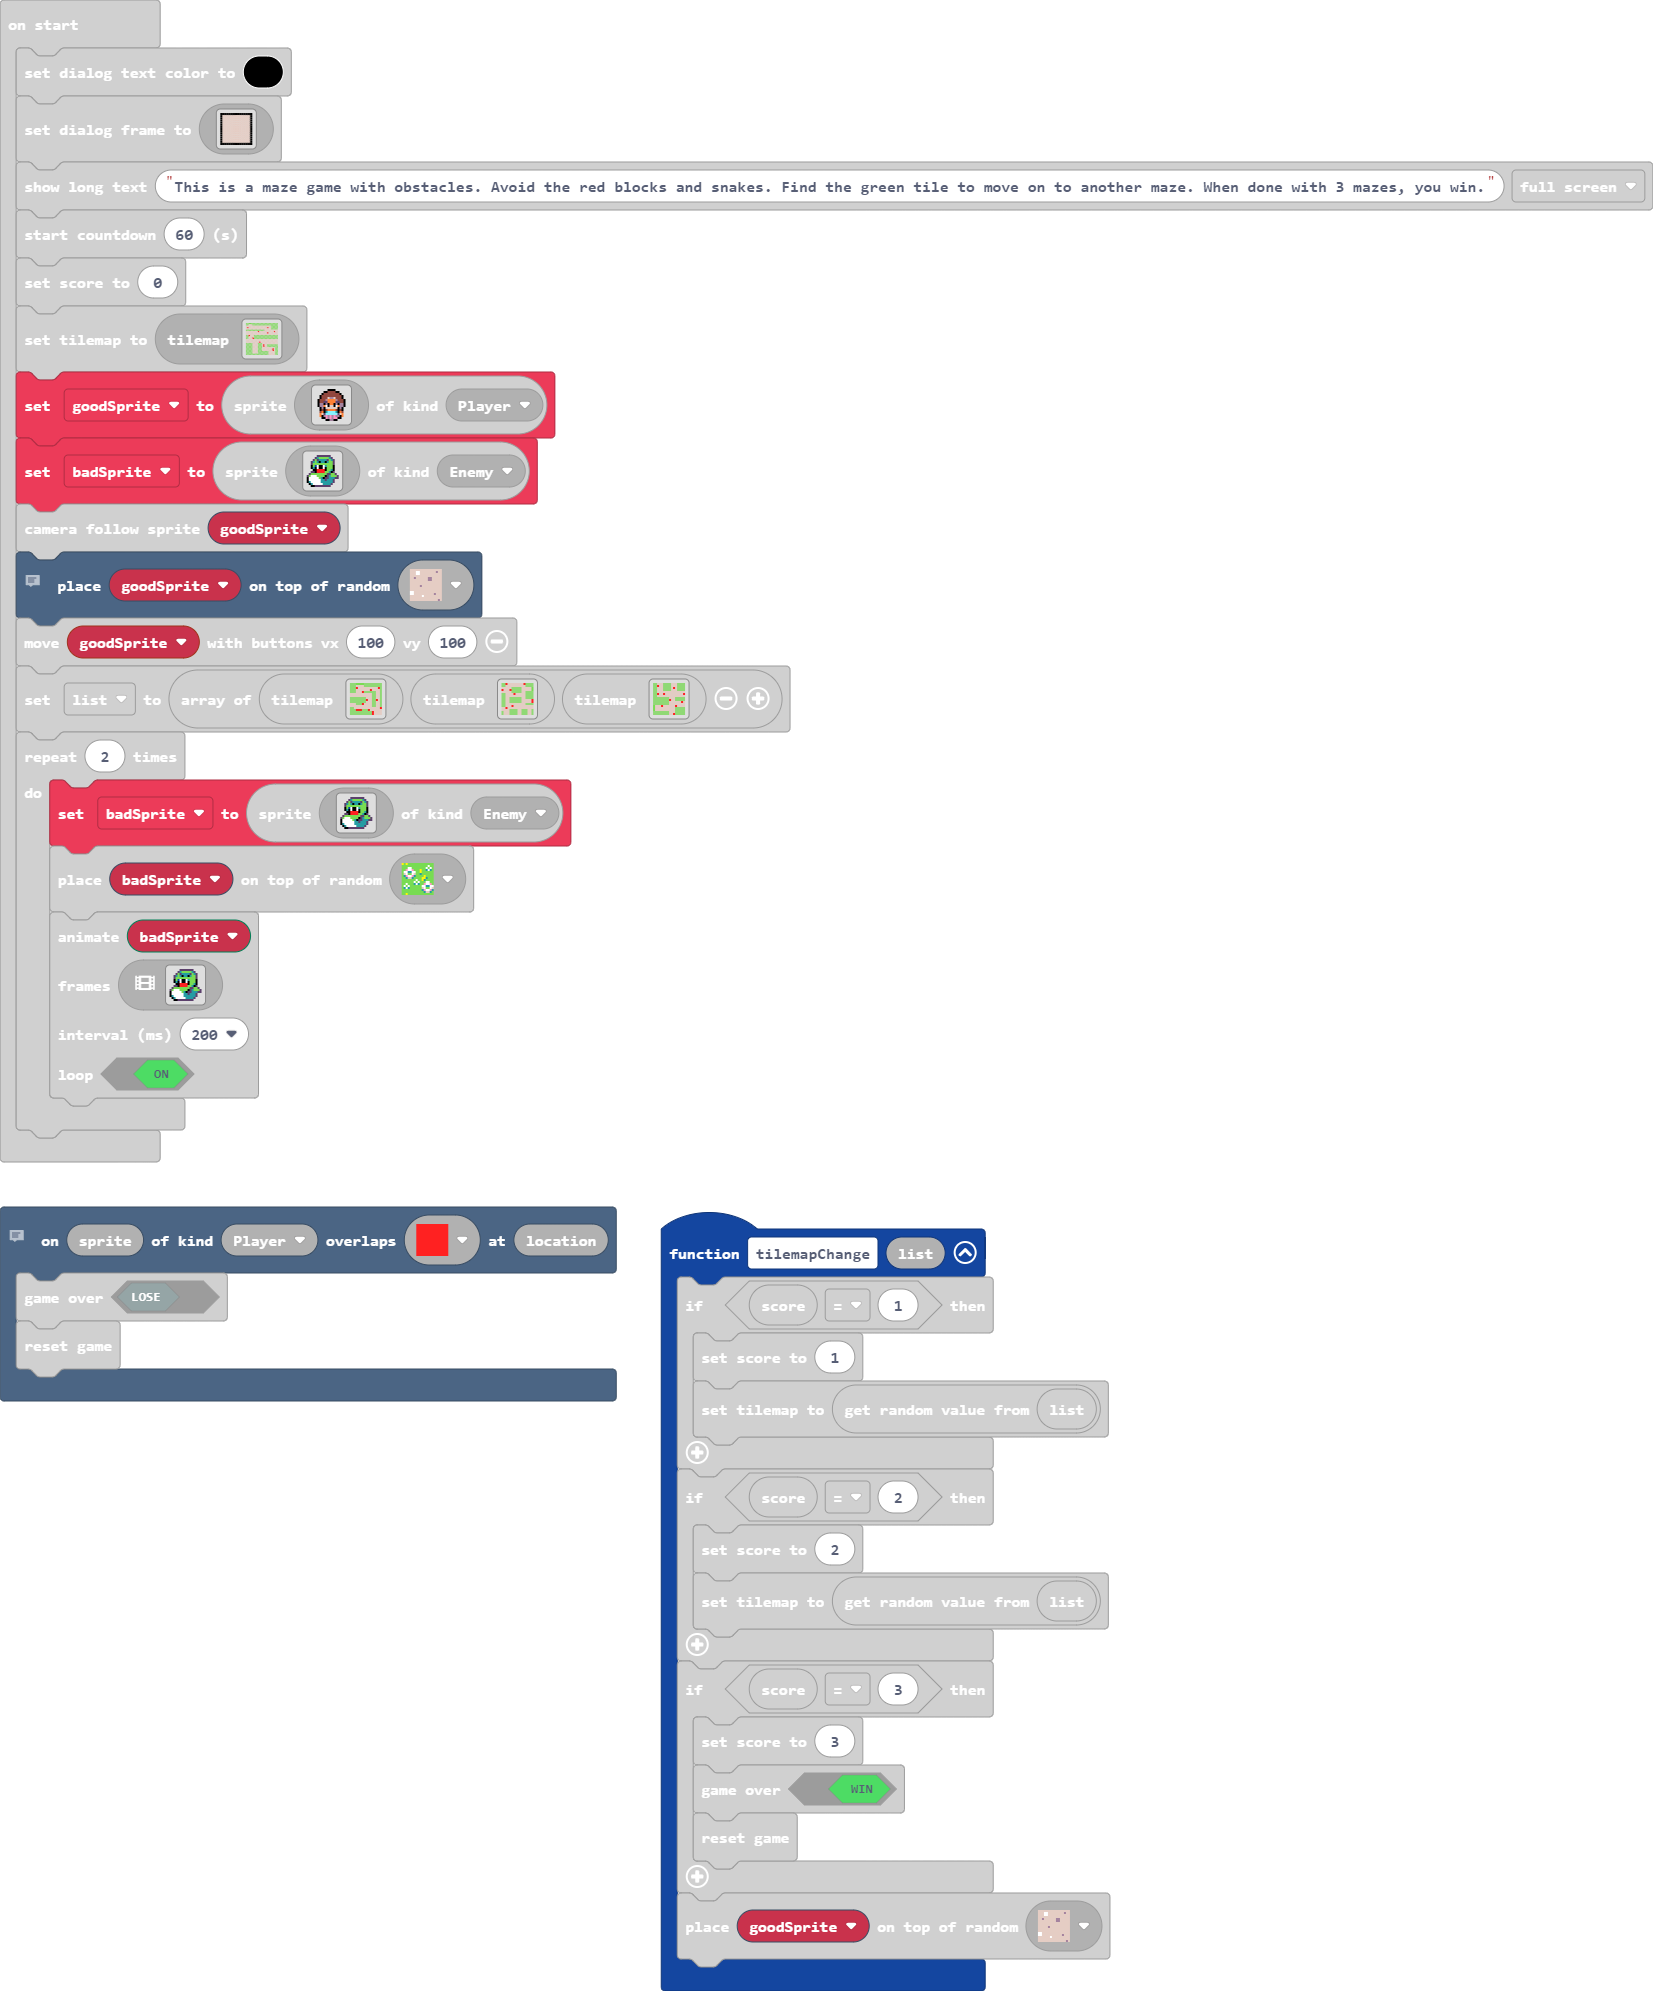 on start
set dialog text color to
set dialog frame to
show long text "This is a maze game with obstacles. Avoid the red blocks and snakes. Find the green tile to move on to another maze. When done with 3 mazes, you win." full screen
start countdown 60 (s)
set score to 0
set tilemap to tilemap
set goodSprite to sprite of kind Player
set badSprite to sprite of kind Enemy
camera follow sprite goodSprite
place goodSprite on top of random
move goodSprite with buttons vx 100 vy 100
set list to array of tilemap tilemap tilemap
repeat 2 times
do
set badSprite to sprite of kind Enemy
place badSprite on top of random
animate badSprite
frames
interval (ms) 200
loop ON
on sprite of kind Player overlaps at location
game over LOSE
reset game
function tilemapChange list
if score = 1 then
set score to 1
set tilemap to get random value from list
if score = 2 then
set score to 2
set tilemap to get random value from list
if score = 3 then
set score to 3
game over WIN
reset game
place goodSprite on top of random